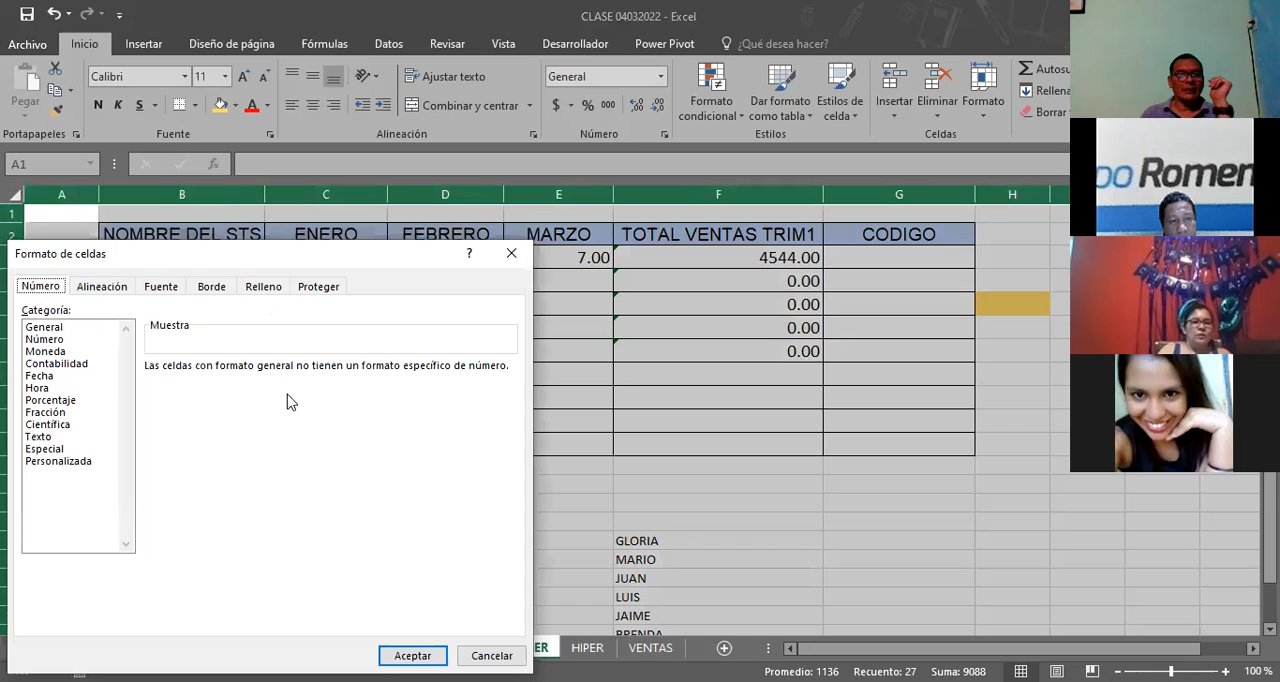 CLASE 04032022 - Excel
Archivo Inicio Insertar Diseño de página Fórmulas Datos Revisar Vista Desarrollador Power Pivot ¿Qué desea hacer?
Pegar
Calibri 11
N K S
Ajustar texto
Combinar y centrar
General
$ % 000
Formato condicional
Dar formato como tabla
Estilos de celda
Insertar Eliminar Formato
Autosu
Rellena
Borrar
Portapapeles Fuente Alineación Número Estilos Celdas
A1 fx
A B C D E F G H
1
2 NOMBRE DEL STS ENERO FEBRERO MARZO TOTAL VENTAS TRIM1 CODIGO
7.00 4544.00
0.00
0.00
0.00
0.00
GLORIA
MARIO
JUAN
LUIS
JAIME
BRENDA
Formato de celdas
Número Alineación Fuente Borde Relleno Proteger
Categoría:
General
Número
Moneda
Contabilidad
Fecha
Hora
Porcentaje
Fracción
Científica
Texto
Especial
Personalizada
Muestra
Las celdas con formato general no tienen un formato específico de número.
Aceptar Cancelar
ER HIPER VENTAS
Promedio: 1136 Recuento: 27 Suma: 9088 100 %
po Romen